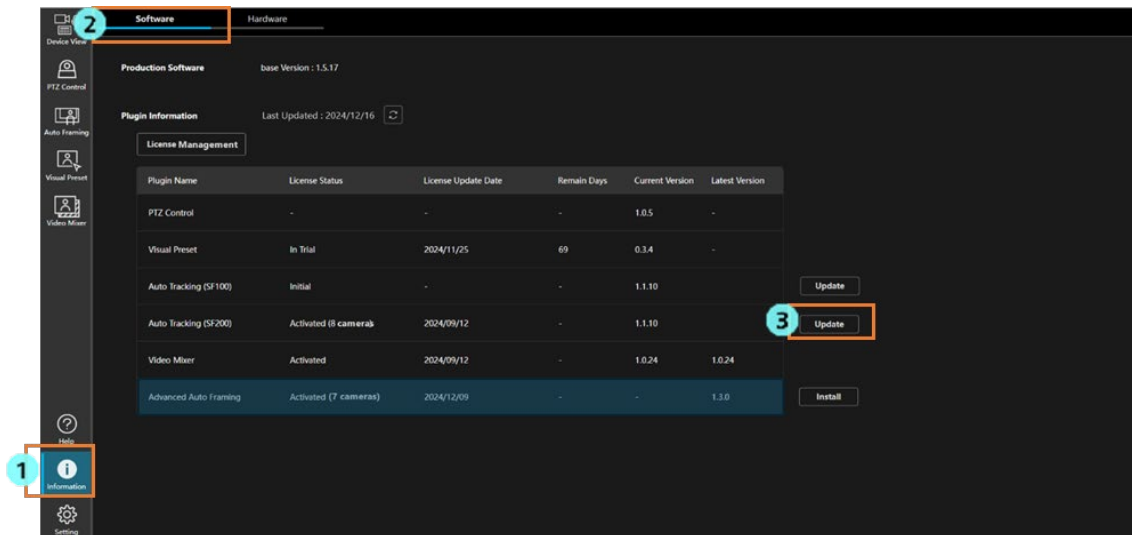 2 Software Hardware
Device View
Production Software base Version : 1.5.17
PTZ Control
Plugin Information Last Updated : 2024/12/16
Auto Framing
License Management
Visual Preset
Plugin Name License Status License Update Date Remain Days Current Version Latest Version
Video Mixer
PTZ Control - - - 1.0.5 -
Visual Preset In Trial 2024/11/25 69 0.3.4 -
Auto Tracking (SF100) Initial - - 1.1.10 Update
Auto Tracking (SF200) Activated (8 cameras) 2024/09/12 - 1.1.10 3 Update
Video Mixer Activated 2024/09/12 - 1.0.24 1.0.24
Advanced Auto Framing Activated (7 cameras) 2024/12/09 - - 1.3.0 Install
Help
1 Information
Setting